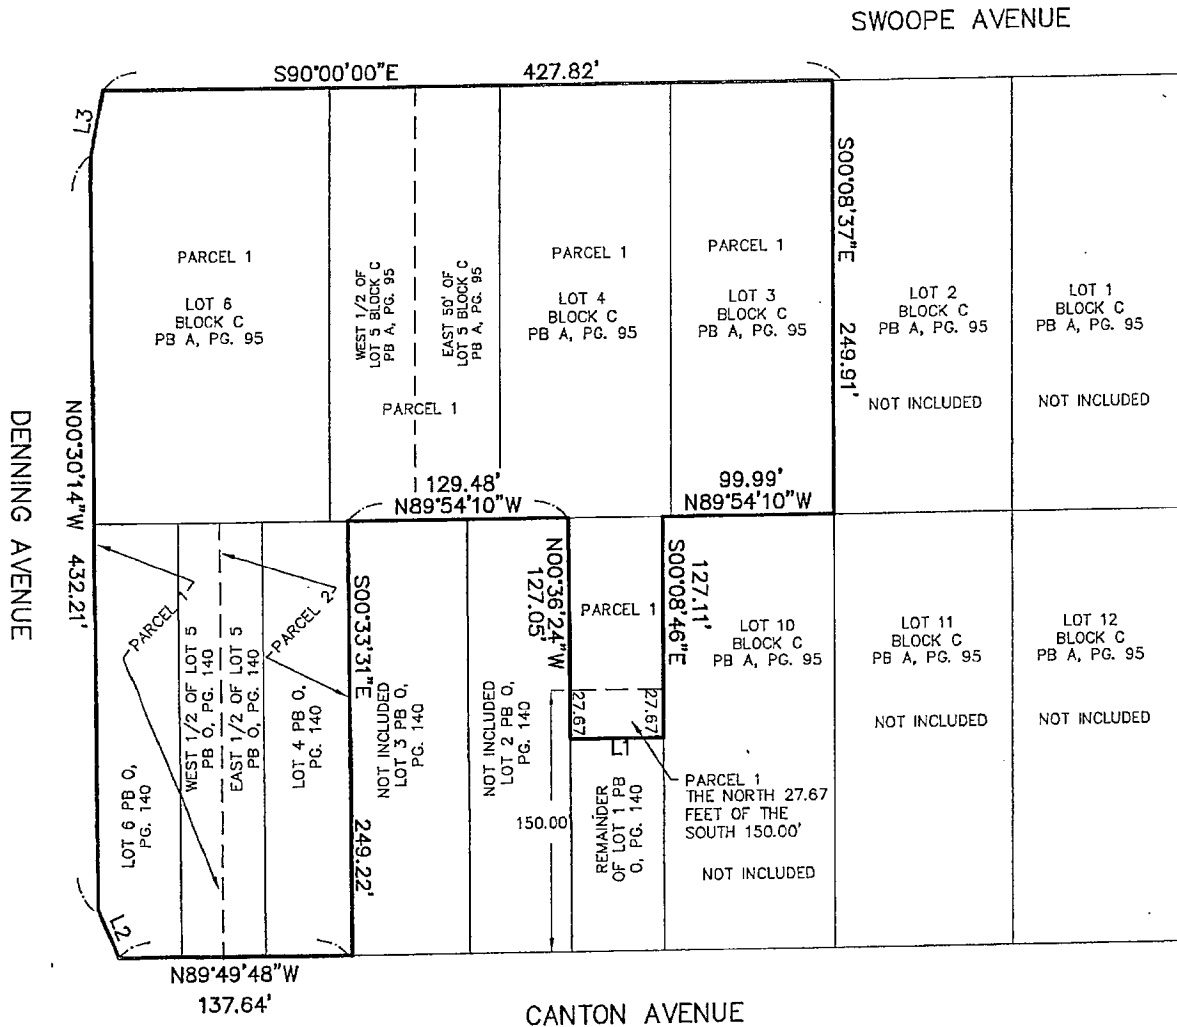 SWOOPE AVENUE
S90°00'00"E 427.82'
L3
S00°08'37"E 249.91'
PARCEL 1
LOT 6
BLOCK C
PB A, PG. 95
WEST 1/2 OF
LOT 5 BLOCK C
PB A, PG. 95
EAST 50' OF
LOT 5 BLOCK C
PB A, PG. 95
PARCEL 1
PARCEL 1
LOT 4
BLOCK C
PB A, PG. 95
PARCEL 1
LOT 3
BLOCK C
PB A, PG. 95
LOT 2
BLOCK C
PB A, PG. 95
NOT INCLUDED
LOT 1
BLOCK C
PB A, PG. 95
NOT INCLUDED
DENNING AVENUE
N00°30'14"W 432.21'
129.48'
N89°54'10"W
99.99'
N89°54'10"W
PARCEL 1
PARCEL 2
LOT 6 PB O,
PG. 140
WEST 1/2 OF LOT 5
PB O, PG. 140
EAST 1/2 OF LOT 5
PB O, PG. 140
LOT 4 PB O,
PG. 140
S00°33'31"E 249.22'
NOT INCLUDED
LOT 3 PB O,
PG. 140
NOT INCLUDED
LOT 2 PB O,
PG. 140
N00°36'24"W
127.05'
PARCEL 1
127.11'
S00°08'46"E
27.67
27.67
L1
150.00'
REMAINDER
OF LOT 1 PB
O, PG. 140
PARCEL 1
THE NORTH 27.67
FEET OF THE
SOUTH 150.00'
NOT INCLUDED
LOT 10
BLOCK C
PB A, PG. 95
LOT 11
BLOCK C
PB A, PG. 95
NOT INCLUDED
LOT 12
BLOCK C
PB A, PG. 95
NOT INCLUDED
L2
N89°49'48"W
137.64'
CANTON AVENUE